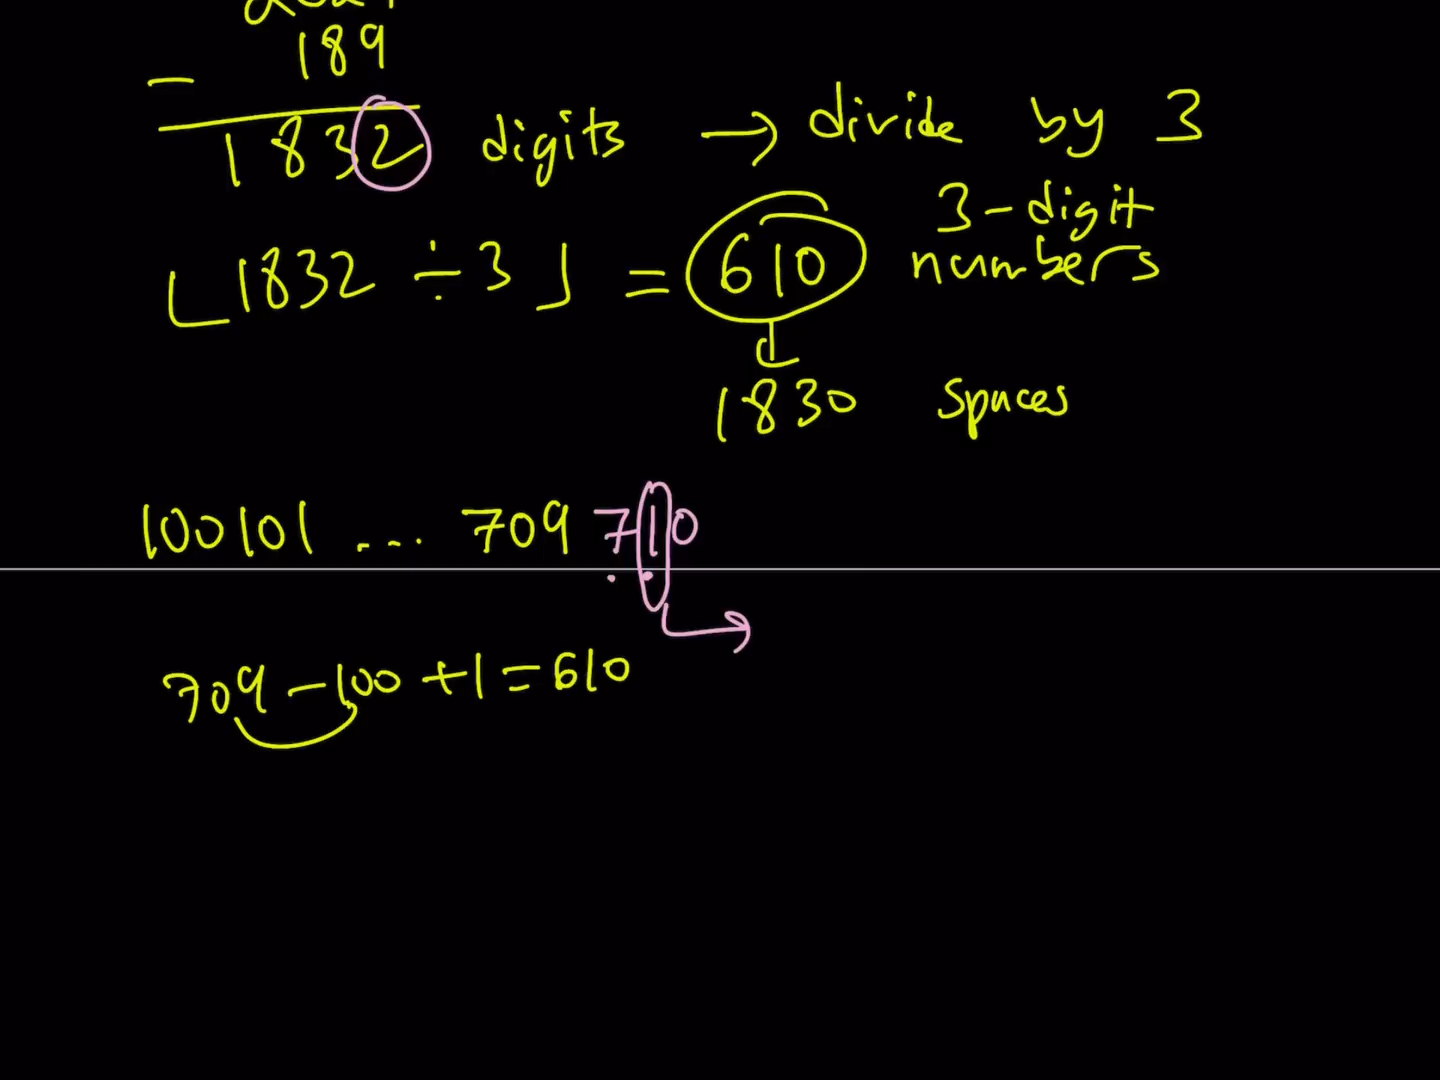 189
− 1832 digits → divide by 3
3-digit
⌊1832 ÷ 3⌋ = 610 numbers
1830 spaces
100101 ... 709 710
709 − 100 + 1 = 610